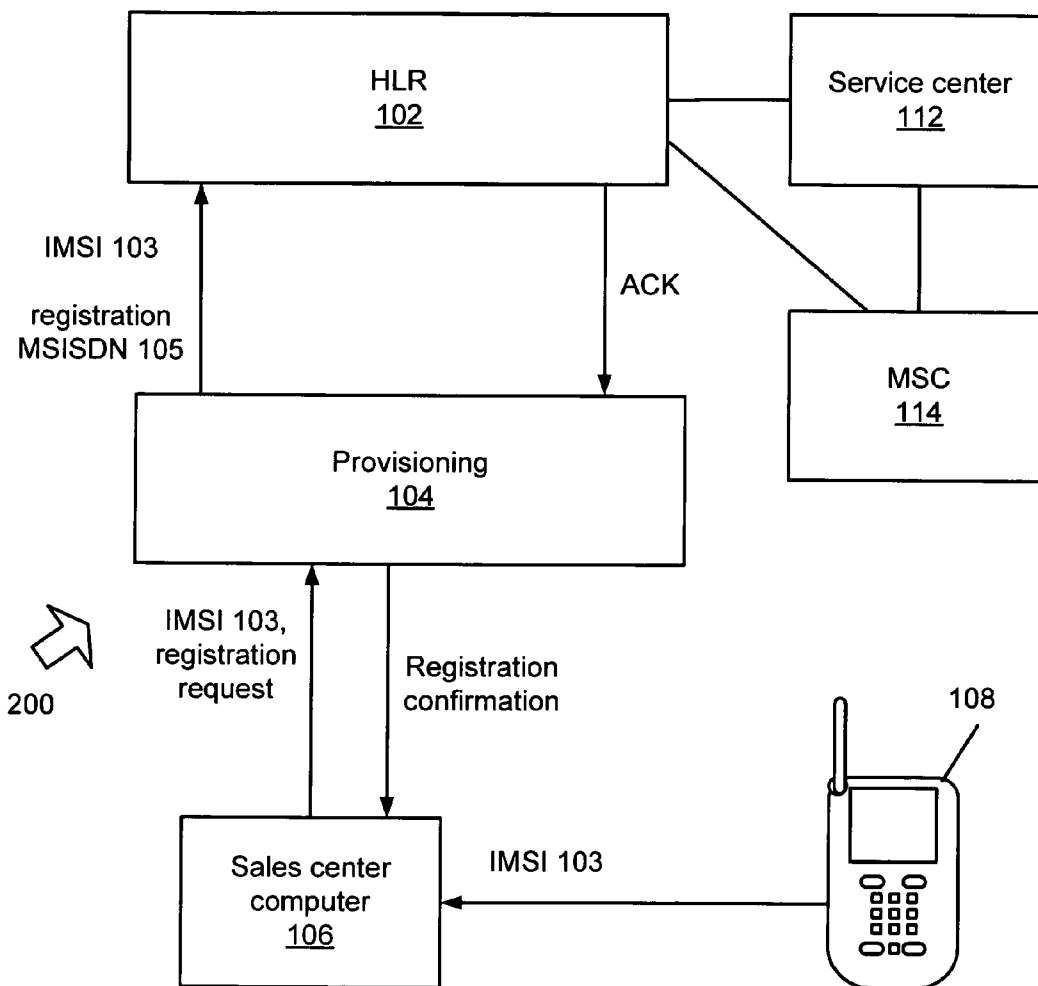 HLR
102
Service center
112
IMSI 103
registration
MSISDN 105
ACK
MSC
114
Provisioning
104
IMSI 103,
registration
request
Registration
confirmation
200
108
Sales center
computer
106
IMSI 103